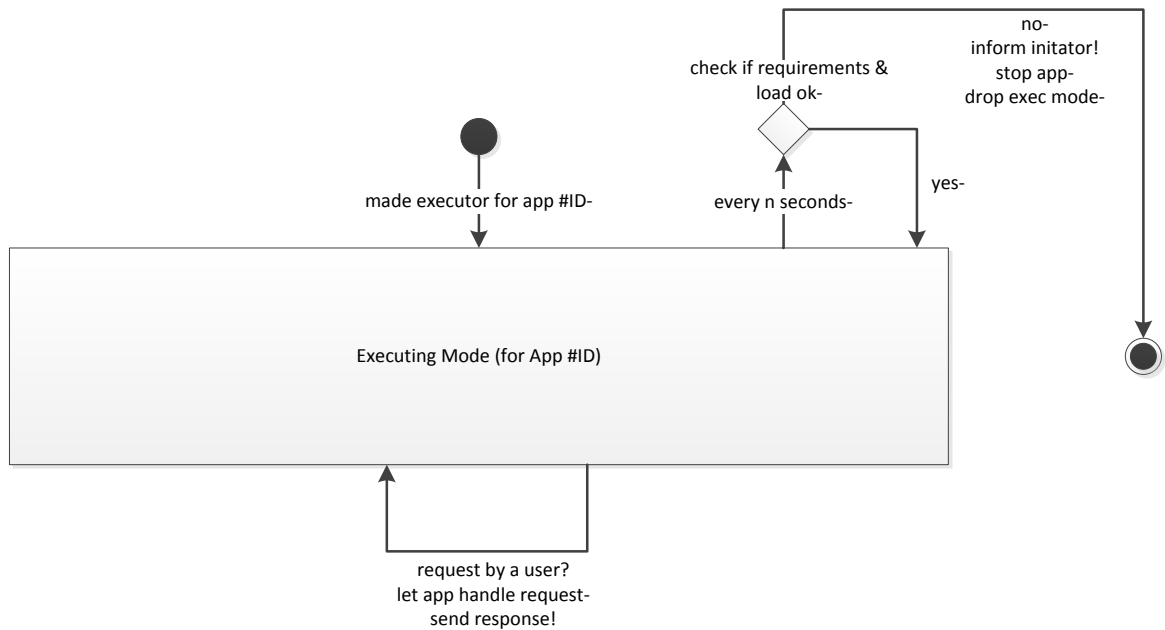 no-
inform initator!
stop app-
drop exec mode-
check if requirements &
load ok-
yes-
made executor for app #ID-
every n seconds-
Executing Mode (for App #ID)
request by a user?
let app handle request-
send response!